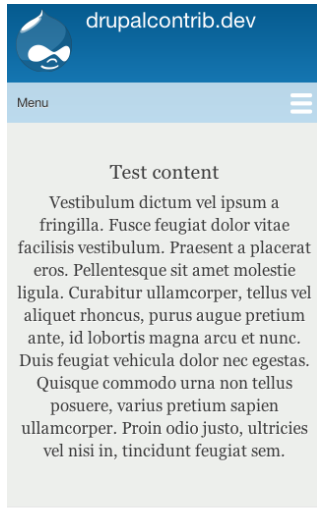 drupalcontrib.dev
Menu
Test content
Vestibulum dictum vel ipsum a
fringilla. Fusce feugiat dolor vitae
facilisis vestibulum. Praesent a placerat
eros. Pellentesque sit amet molestie
ligula. Curabitur ullamcorper, tellus vel
aliquet rhoncus, purus augue pretium
ante, id lobortis magna arcu et nunc.
Duis feugiat vehicula dolor nec egestas.
Quisque commodo urna non tellus
posuere, varius pretium sapien
ullamcorper. Proin odio justo, ultricies
vel nisi in, tincidunt feugiat sem.